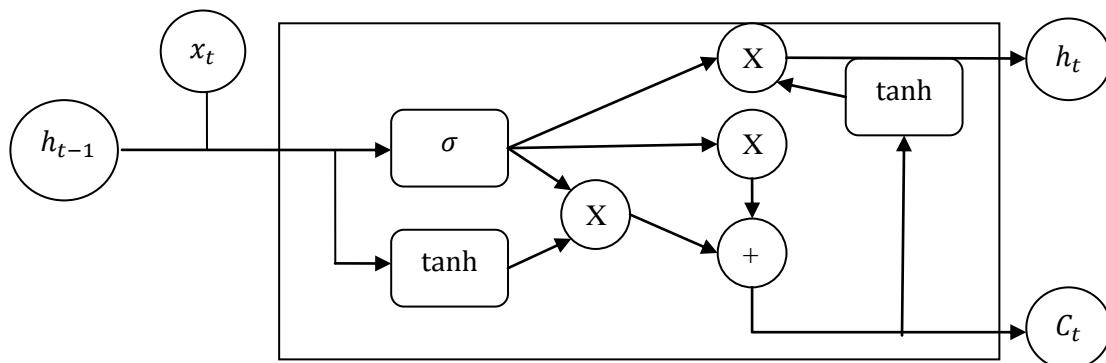 x_t
X
h_t
tanh
h_{t−1}
σ
X
X
tanh
+
C_t